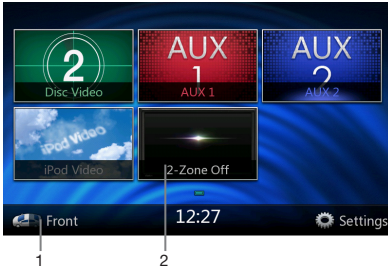 2
Disc Video
AUX
1
AUX 1
AUX
2
AUX 2
iPod Video
iPod Video
2-Zone Off
Front
12:27
Settings
1
2